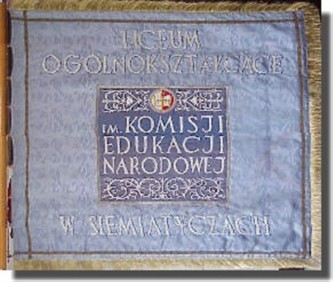 LICEUM
OGÓLNOKSZTAŁCĄCE
IM. KOMISJI
EDUKACJI
NARODOWEJ
W SIEMIATYCZACH